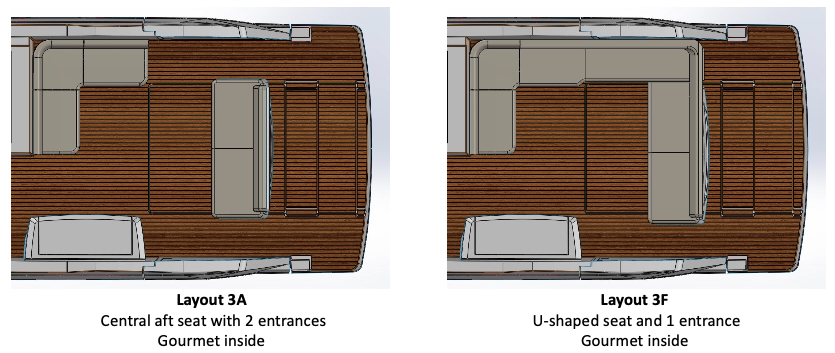 Layout 3A
Central aft seat with 2 entrances
Gourmet inside
Layout 3F
U-shaped seat and 1 entrance
Gourmet inside